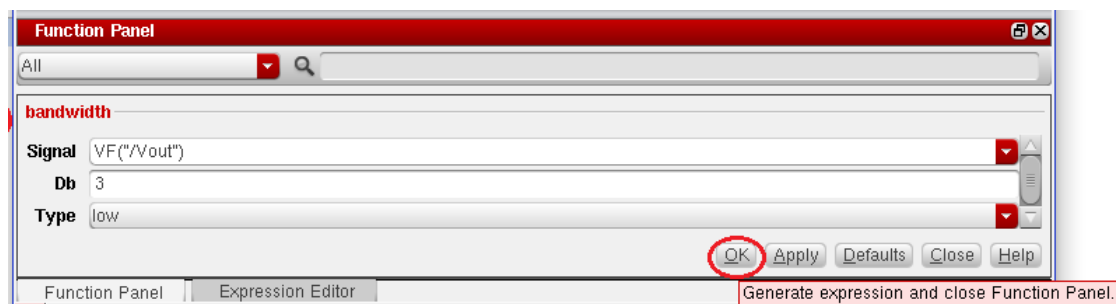 Function Panel
All
bandwidth
Signal VF("/Vout")
Db 3
Type low
OK Apply Defaults Close Help
Function Panel Expression Editor
Generate expression and close Function Panel.